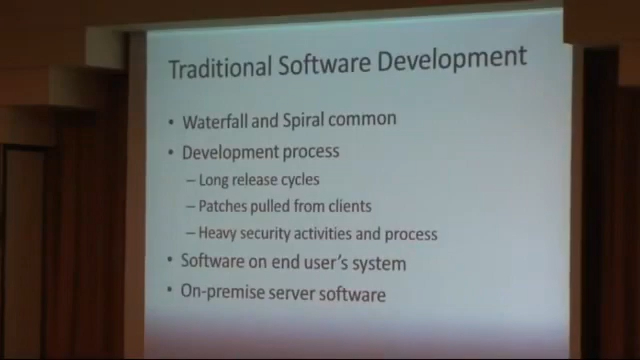 Traditional Software Development
• Waterfall and Spiral common
• Development process
– Long release cycles
– Patches pulled from clients
– Heavy security activities and process
• Software on end user's system
• On-premise server software